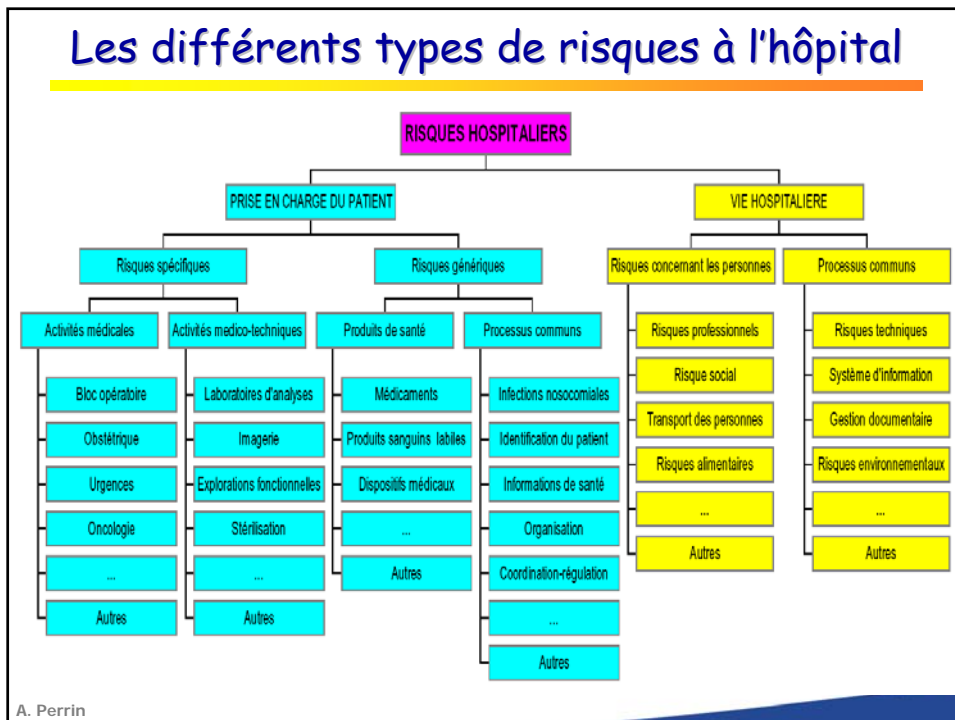 Les différents types de risques à l'hôpital
RISQUES HOSPITALIERS
PRISE EN CHARGE DU PATIENT
VIE HOSPITALIERE
Risques spécifiques
Risques génériques
Risques concernant les personnes
Processus communs
Activités médicales
Activités medico-techniques
Produits de santé
Processus communs
Bloc opératoire
Obstétrique
Urgences
Oncologie
...
Autres
Laboratoires d'analyses
Imagerie
Explorations fonctionnelles
Stérilisation
...
Autres
Médicaments
Produits sanguins labiles
Dispositifs médicaux
...
Autres
Infections nosocomiales
Identification du patient
Informations de santé
Organisation
Coordination-régulation
...
Autres
Risques professionnels
Risque social
Transport des personnes
Risques alimentaires
...
Autres
Risques techniques
Système d'information
Gestion documentaire
Risques environnementaux
...
Autres
A. Perrin